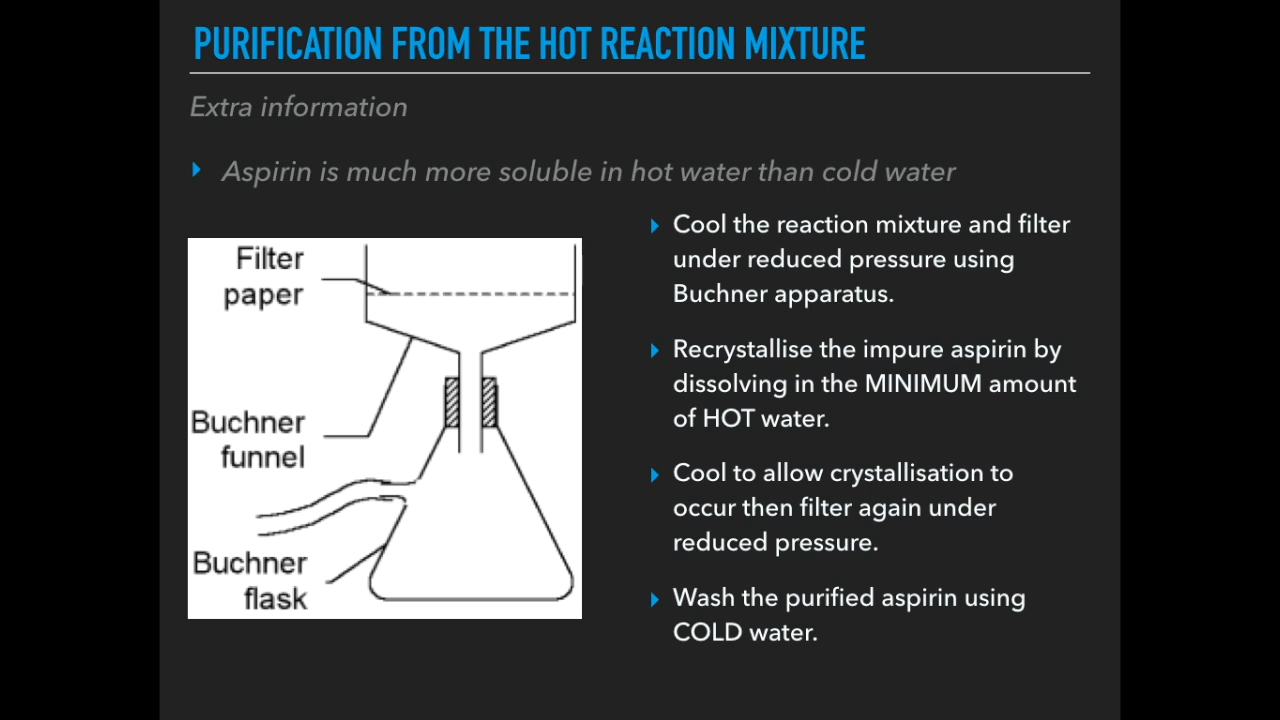 PURIFICATION FROM THE HOT REACTION MIXTURE
Extra information
Aspirin is much more soluble in hot water than cold water
Filter
paper
Buchner
funnel
Buchner
flask
Cool the reaction mixture and filter
under reduced pressure using
Buchner apparatus.
Recrystallise the impure aspirin by
dissolving in the MINIMUM amount
of HOT water.
Cool to allow crystallisation to
occur then filter again under
reduced pressure.
Wash the purified aspirin using
COLD water.